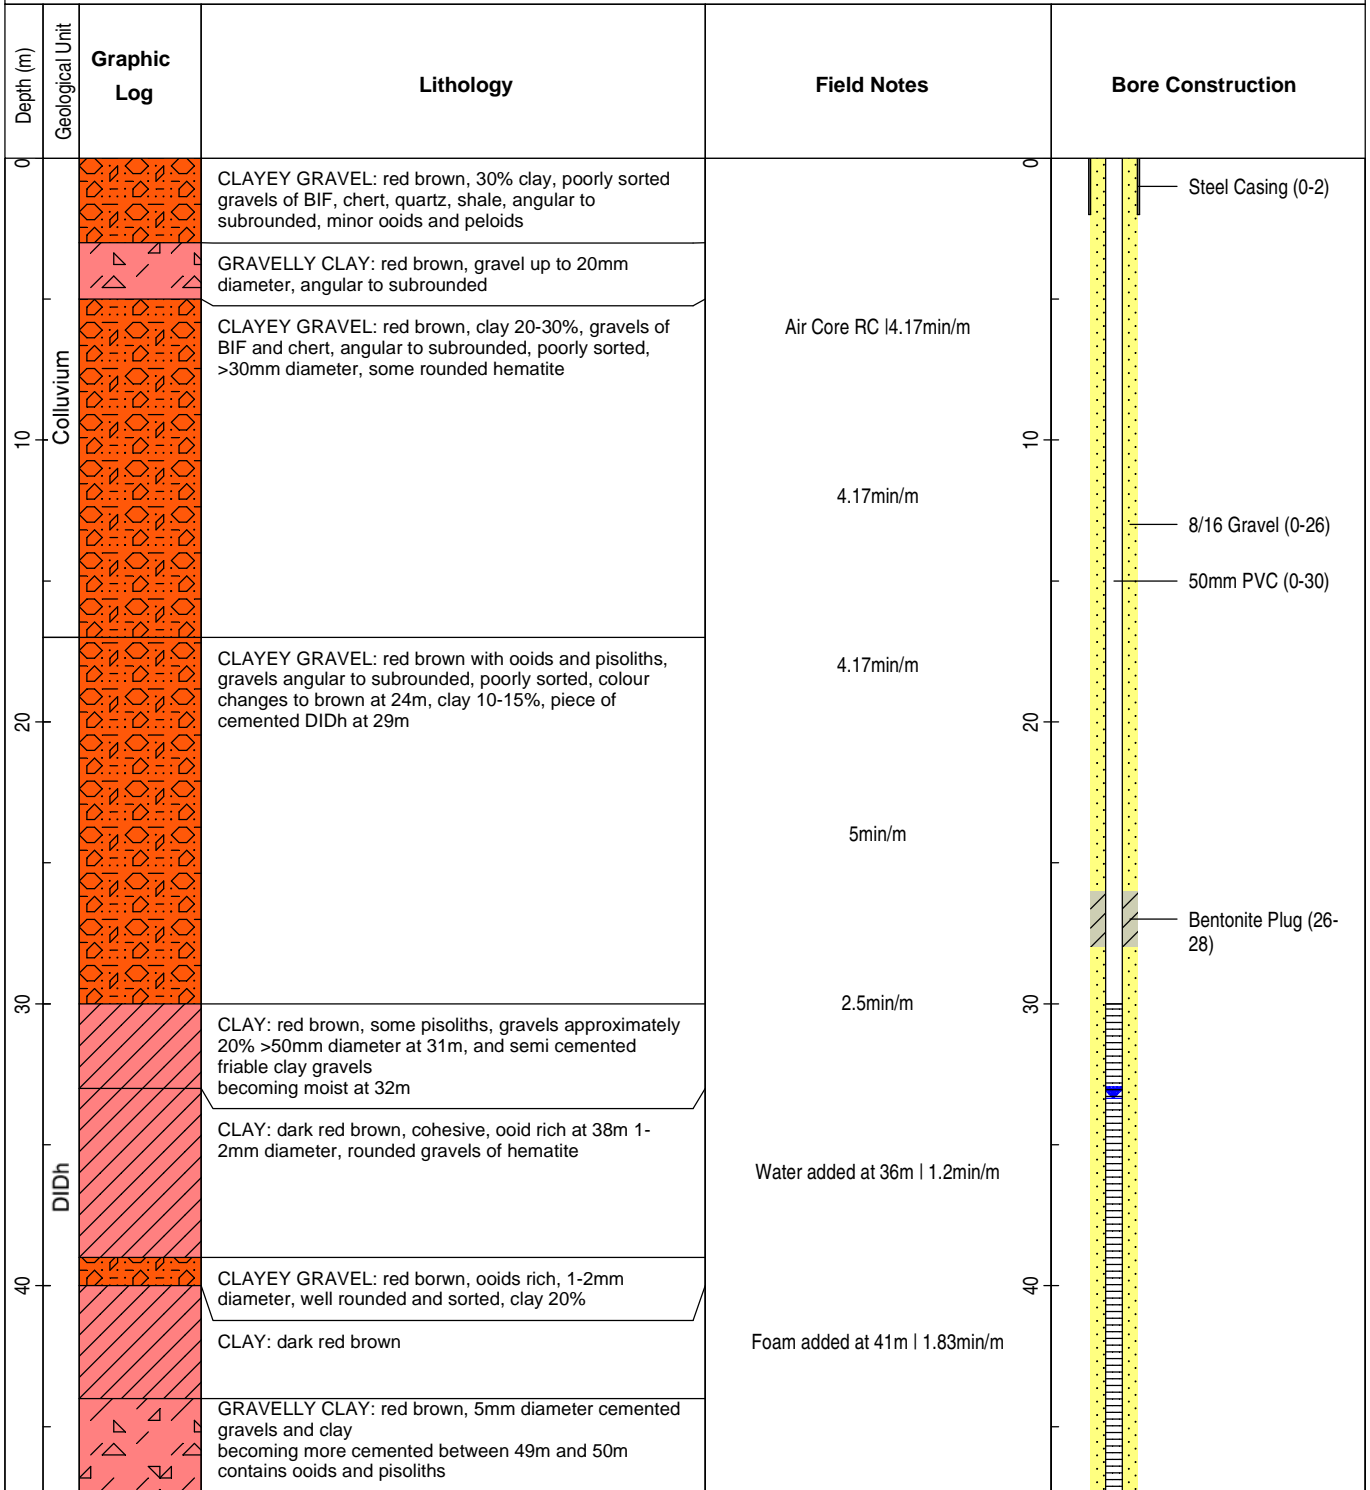 Depth (m)
Geological Unit
Graphic
Log
Lithology
Field Notes
Bore Construction
0
CLAYEY GRAVEL: red brown, 30% clay, poorly sorted
gravels of BIF, chert, quartz, shale, angular to
subrounded, minor ooids and peloids
0
Steel Casing (0-2)
GRAVELLY CLAY: red brown, gravel up to 20mm
diameter, angular to subrounded
Colluvium
CLAYEY GRAVEL: red brown, clay 20-30%, gravels of
BIF and chert, angular to subrounded, poorly sorted,
>30mm diameter, some rounded hematite
Air Core RC |4.17min/m
10
10
4.17min/m
8/16 Gravel (0-26)
50mm PVC (0-30)
CLAYEY GRAVEL: red brown with ooids and pisoliths,
gravels angular to subrounded, poorly sorted, colour
changes to brown at 24m, clay 10-15%, piece of
cemented DIDh at 29m
4.17min/m
20
20
5min/m
Bentonite Plug (26-
28)
30
2.5min/m
30
CLAY: red brown, some pisoliths, gravels approximately
20% >50mm diameter at 31m, and semi cemented
friable clay gravels
becoming moist at 32m
CLAY: dark red brown, cohesive, ooid rich at 38m 1-
2mm diameter, rounded gravels of hematite
DIDh
Water added at 36m | 1.2min/m
40
CLAYEY GRAVEL: red borwn, ooids rich, 1-2mm
diameter, well rounded and sorted, clay 20%
40
CLAY: dark red brown
Foam added at 41m | 1.83min/m
GRAVELLY CLAY: red brown, 5mm diameter cemented
gravels and clay
becoming more cemented between 49m and 50m
contains ooids and pisoliths